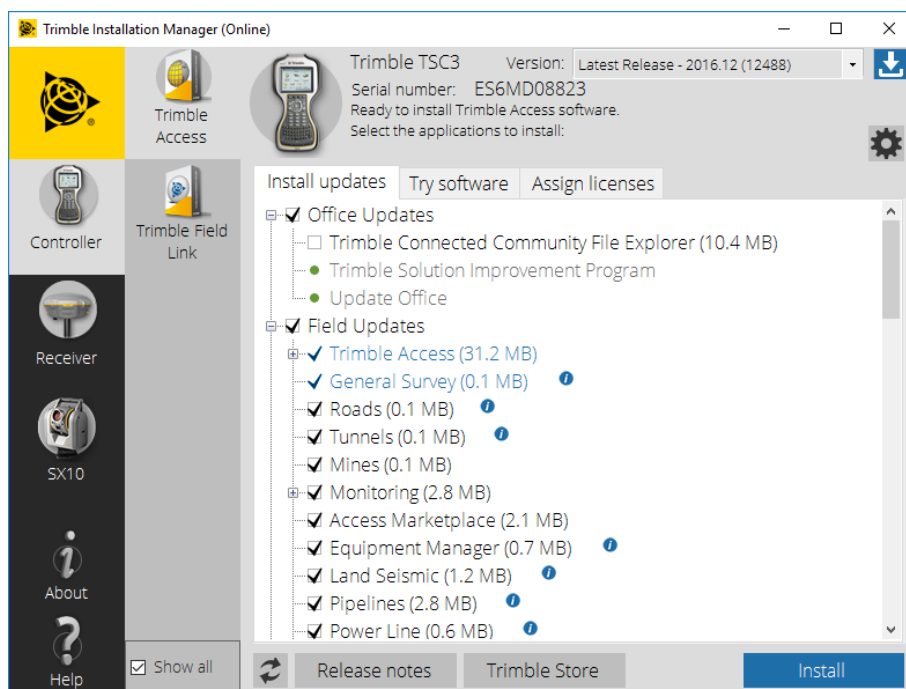 Trimble Installation Manager (Online)
Trimble Access
Trimble Field Link
Controller
Receiver
SX10
About
Help
Show all
Trimble TSC3
Version: Latest Release - 2016.12 (12488)
Serial number: ES6MD08823
Ready to install Trimble Access software.
Select the applications to install:
Install updates
Try software
Assign licenses
Office Updates
Trimble Connected Community File Explorer (10.4 MB)
Trimble Solution Improvement Program
Update Office
Field Updates
Trimble Access (31.2 MB)
General Survey (0.1 MB)
Roads (0.1 MB)
Tunnels (0.1 MB)
Mines (0.1 MB)
Monitoring (2.8 MB)
Access Marketplace (2.1 MB)
Equipment Manager (0.7 MB)
Land Seismic (1.2 MB)
Pipelines (2.8 MB)
Power Line (0.6 MB)
Release notes
Trimble Store
Install